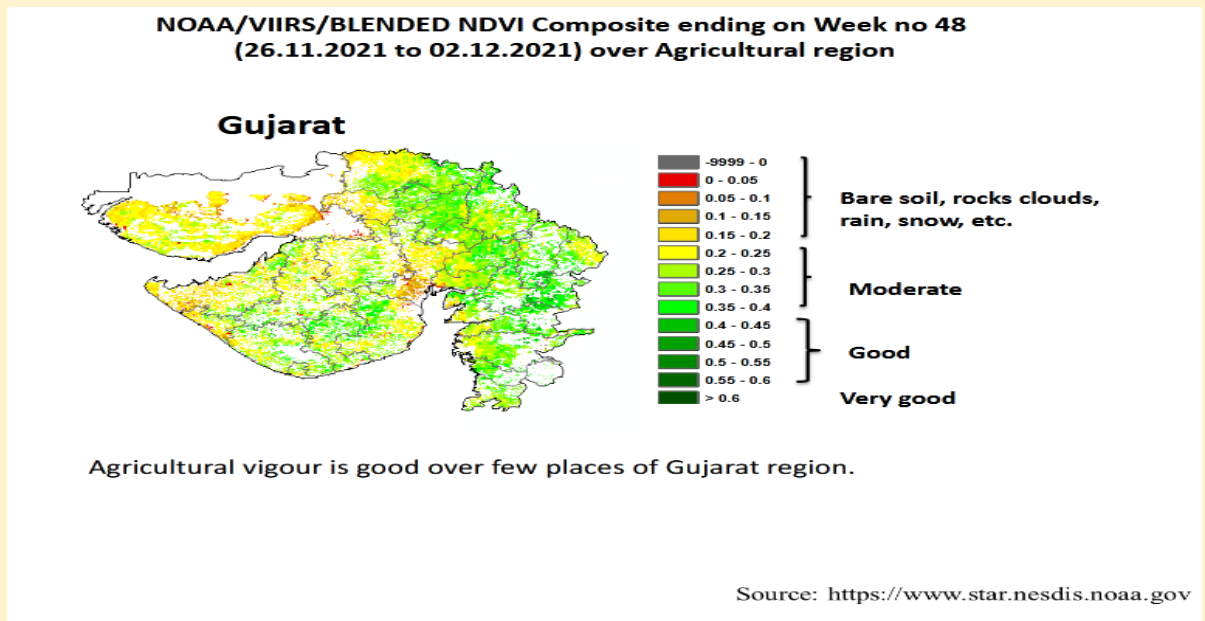 NOAA/VIIRS/BLENDED NDVI Composite ending on Week no 48
(26.11.2021 to 02.12.2021) over Agricultural region
Gujarat
-9999 - 0
0 - 0.05
0.05 - 0.1
0.1 - 0.15
0.15 - 0.2
0.2 - 0.25
0.25 - 0.3
0.3 - 0.35
0.35 - 0.4
0.4 - 0.45
0.45 - 0.5
0.5 - 0.55
0.55 - 0.6
> 0.6
Bare soil, rocks clouds,
rain, snow, etc.
Moderate
Good
Very good
Agricultural vigour is good over few places of Gujarat region.
Source: https://www.star.nesdis.noaa.gov